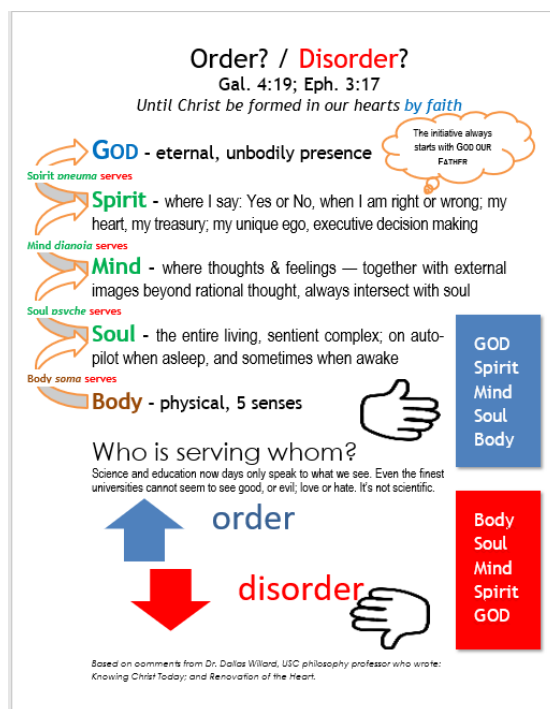 Order? / Disorder?
Gal. 4:19; Eph. 3:17
Until Christ be formed in our hearts by faith
The initiative always
starts with GOD OUR
FATHER
GOD - eternal, unbodily presence
Spirit pneuma serves
Spirit - where I say: Yes or No, when I am right or wrong; my
heart, my treasury; my unique ego, executive decision making
Mind dianoia serves
Mind - where thoughts & feelings — together with external
images beyond rational thought, always intersect with soul
Soul psyche serves
Soul - the entire living, sentient complex; on auto-
pilot when asleep, and sometimes when awake
Body soma serves
Body - physical, 5 senses
GOD
Spirit
Mind
Soul
Body
Who is serving whom?
Science and education now days only speak to what we see. Even the finest
universities cannot seem to see good, or evil; love or hate. It's not scientific.
order
disorder
Body
Soul
Mind
Spirit
GOD
Based on comments from Dr. Dallas Willard, USC philosophy professor who wrote:
Knowing Christ Today; and Renovation of the Heart.